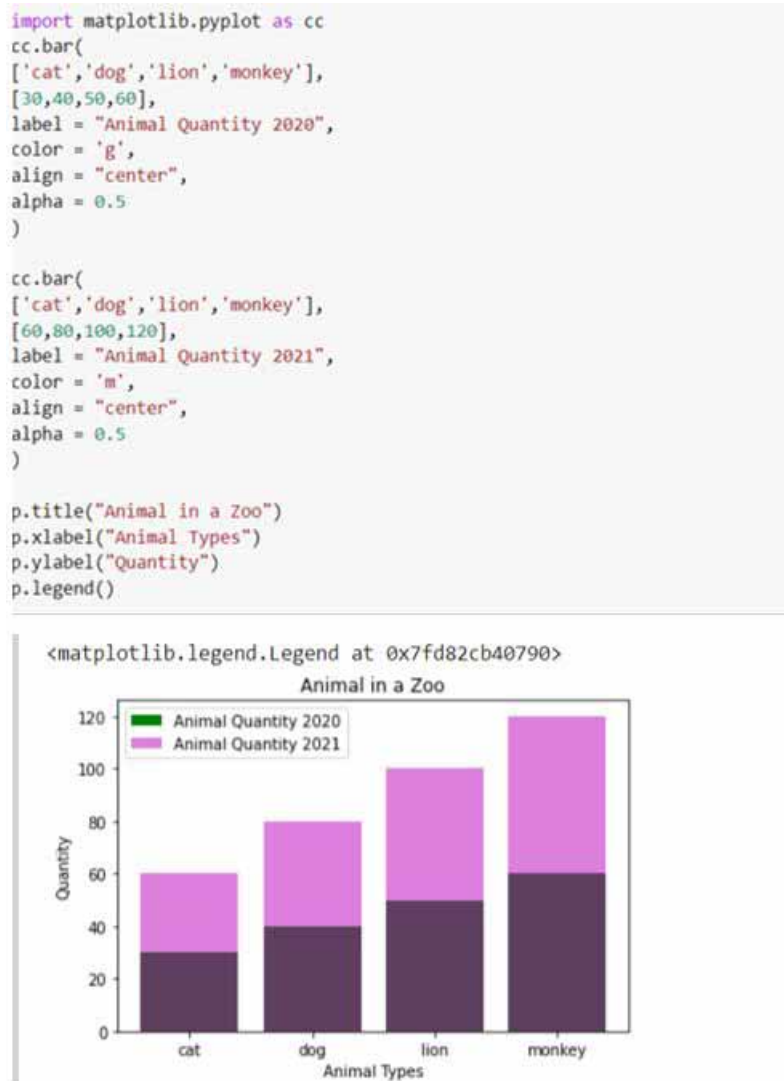 import matplotlib.pyplot as cc
cc.bar(
['cat','dog','lion','monkey'],
[30,40,50,60],
label = "Animal Quantity 2020",
color = 'g',
align = "center",
alpha = 0.5
)
cc.bar(
['cat','dog','lion','monkey'],
[60,80,100,120],
label = "Animal Quantity 2021",
color = 'm',
align = "center",
alpha = 0.5
)
p.title("Animal in a Zoo")
p.xlabel("Animal Types")
p.ylabel("Quantity")
p.legend()
<matplotlib.legend.Legend at 0x7fd82cb40790>
Animal in a Zoo
Animal Quantity 2020
Animal Quantity 2021
120
100
80
60
40
20
0
Quantity
cat dog lion monkey
Animal Types